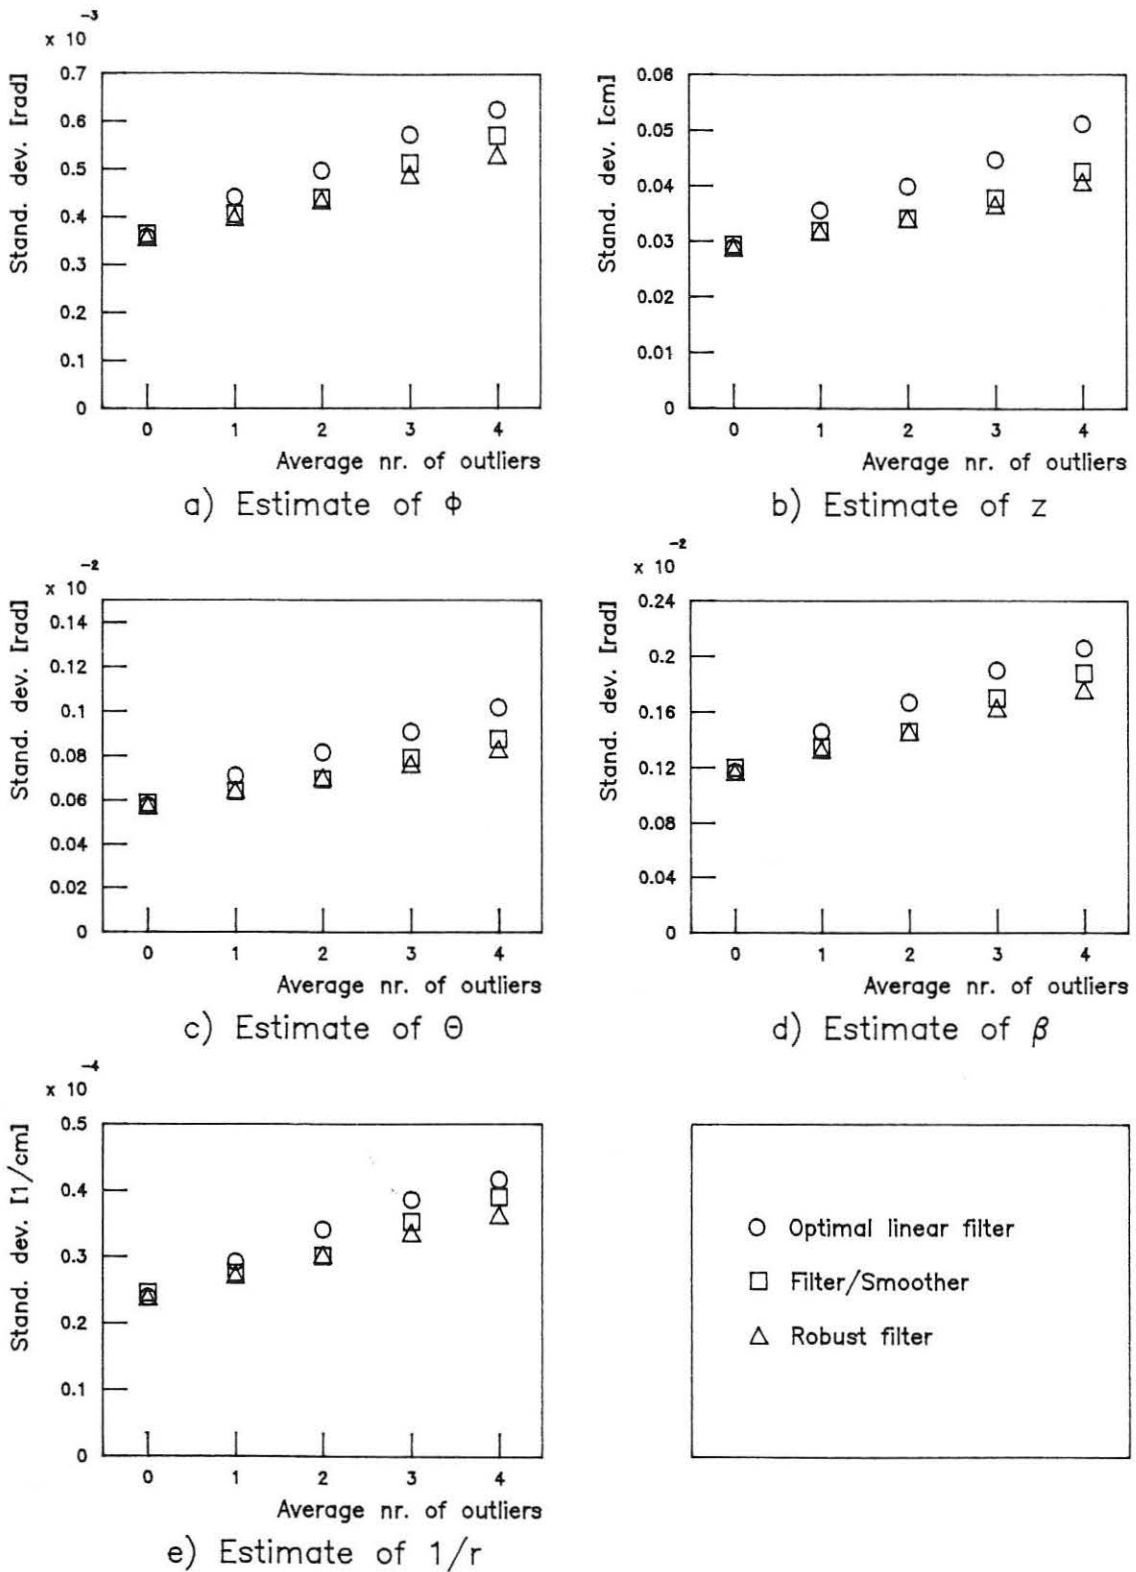 x 10 -3
Stand. dev. [rad]
0.7
0.6
0.5
0.4
0.3
0.2
0.1
0
0 1 2 3 4
Average nr. of outliers
a) Estimate of Φ
Stand. dev. [cm]
0.06
0.05
0.04
0.03
0.02
0.01
0
0 1 2 3 4
Average nr. of outliers
b) Estimate of z
x 10 -2
Stand. dev. [rad]
0.14
0.12
0.1
0.08
0.06
0.04
0.02
0
0 1 2 3 4
Average nr. of outliers
c) Estimate of Θ
x 10 -2
Stand. dev. [rad]
0.24
0.2
0.16
0.12
0.08
0.04
0
0 1 2 3 4
Average nr. of outliers
d) Estimate of β
x 10 -4
Stand. dev. [1/cm]
0.5
0.4
0.3
0.2
0.1
0
0 1 2 3 4
Average nr. of outliers
e) Estimate of 1/r
Optimal linear filter
Filter/Smoother
Robust filter